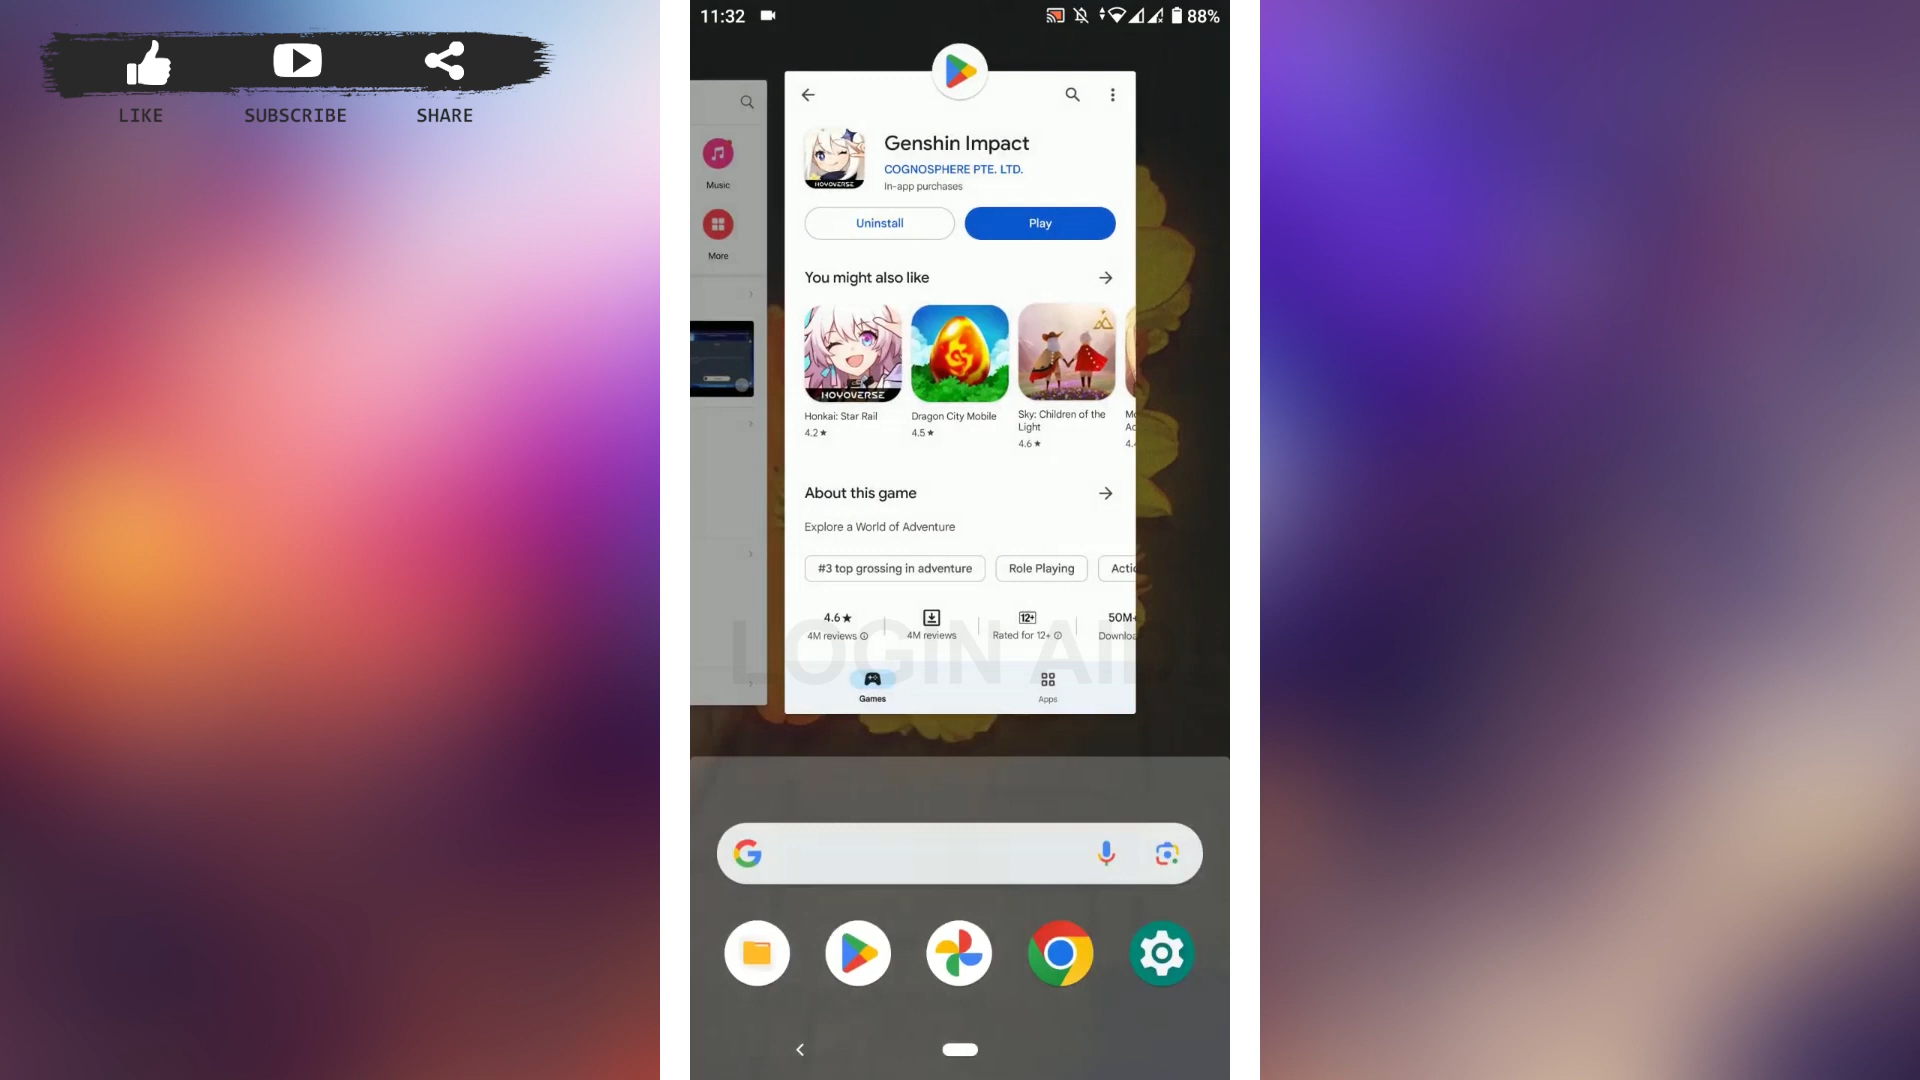 LIKE SUBSCRIBE SHARE
11:32
88%
Genshin Impact
COGNOSPHERE PTE. LTD.
In-app purchases
HOYOVERSE
Uninstall
Play
Music
More
You might also like
HOYOVERSE
Honkai: Star Rail
4.2★
Dragon City Mobile
4.5★
Sky: Children of the
Light
4.6★
About this game
Explore a World of Adventure
#3 top grossing in adventure
Role Playing
4.6★
4M reviews
4M reviews
12+
Rated for 12+
50M+
LOGIN
Games
Apps